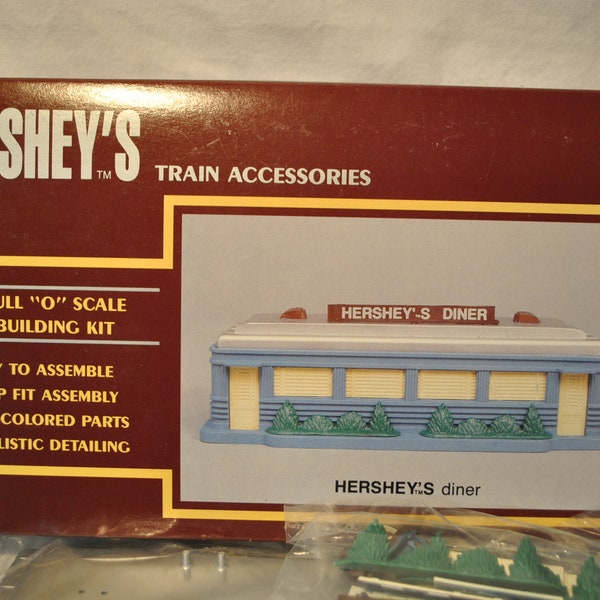 SHEY'S TM
TRAIN ACCESSORIES
ULL "O" SCALE
BUILDING KIT
Y TO ASSEMBLE
P FIT ASSEMBLY
COLORED PARTS
LISTIC DETAILING
HERSHEY'-S DINER
HERSHEY'S TM diner